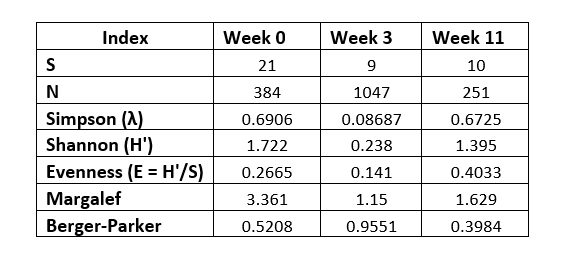 Index Week 0 Week 3 Week 11
S 21 9 10
N 384 1047 251
Simpson (λ) 0.6906 0.08687 0.6725
Shannon (H') 1.722 0.238 1.395
Evenness (E = H'/S) 0.2665 0.141 0.4033
Margalef 3.361 1.15 1.629
Berger-Parker 0.5208 0.9551 0.3984